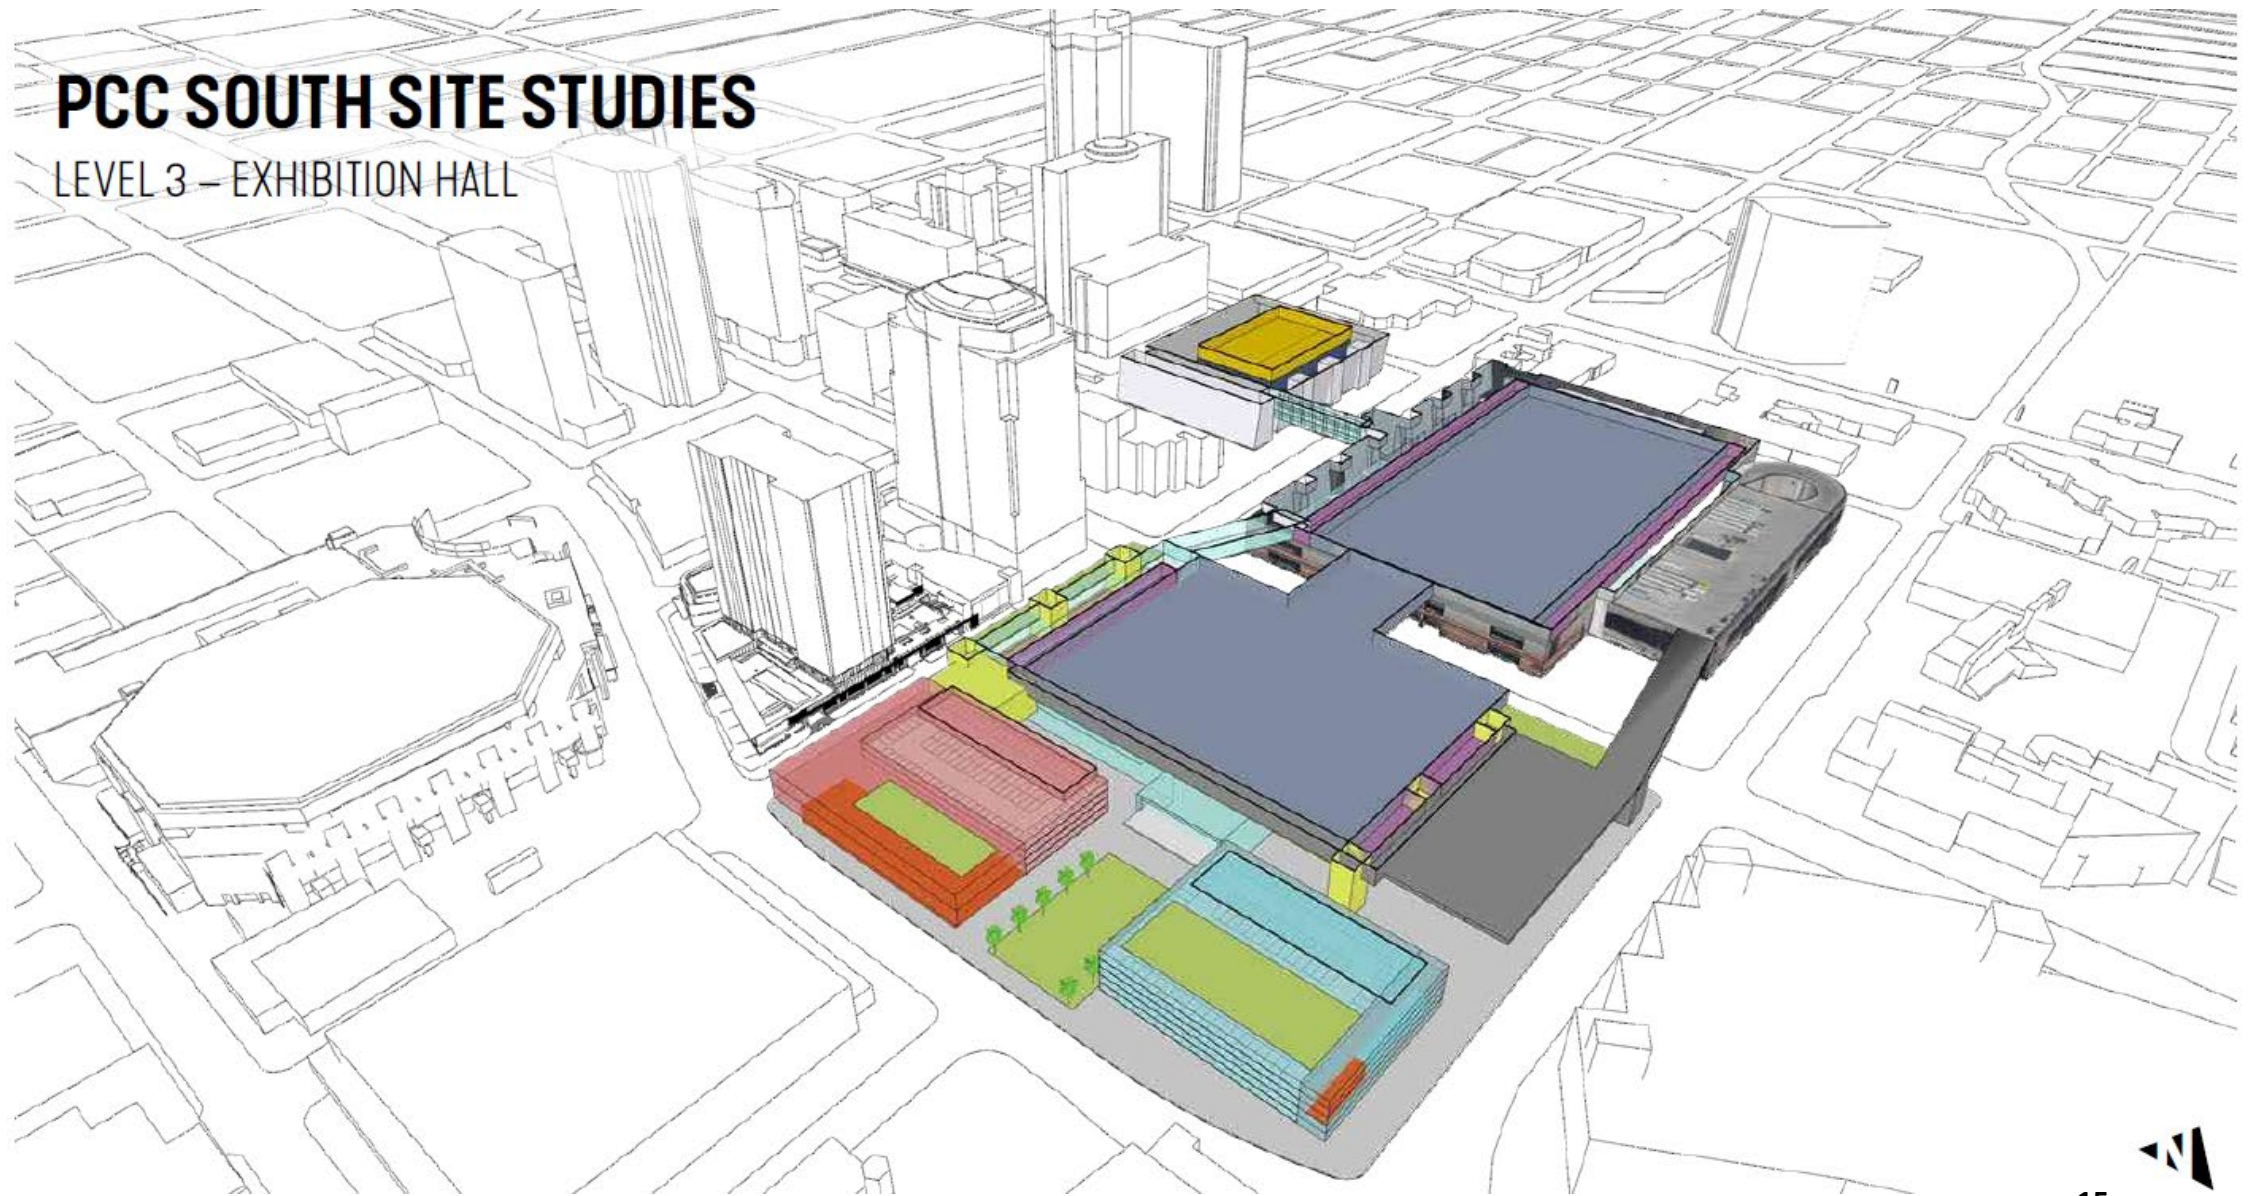 PCC SOUTH SITE STUDIES
LEVEL 3 – EXHIBITION HALL
N